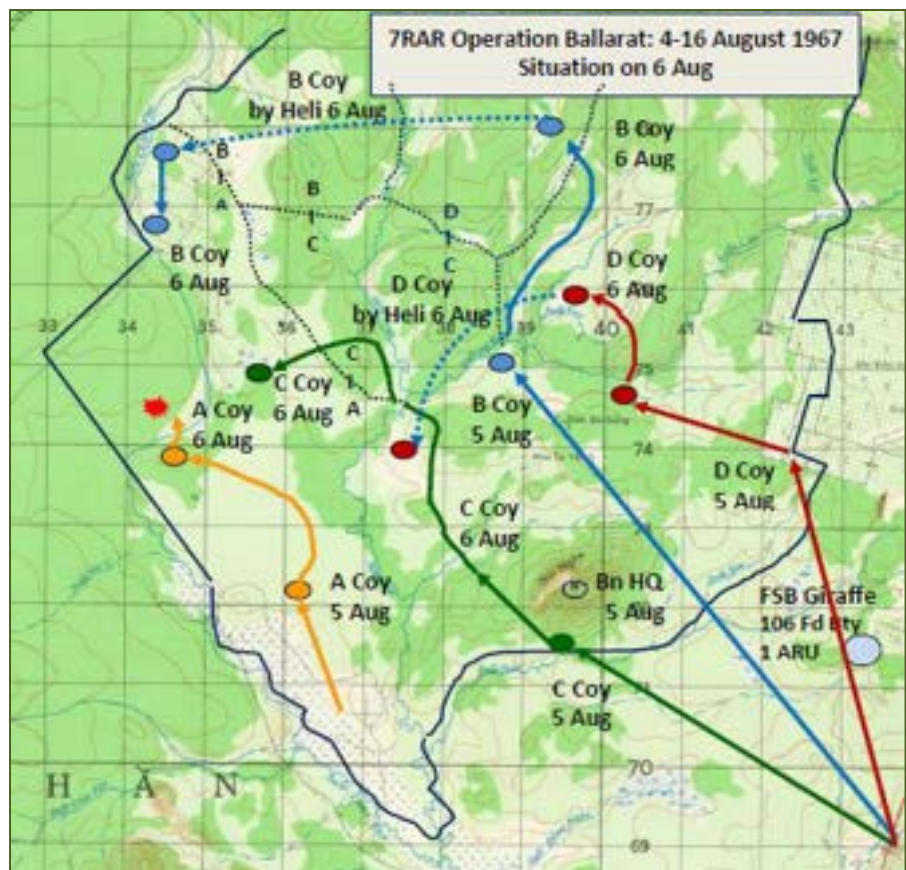 7RAR Operation Ballarat: 4-16 August 1967
Situation on 6 Aug
B Coy
by Heli 6 Aug
B Coy
6 Aug
B
A
B
C
D
C
77
B Coy
6 Aug
D Coy
by Heli 6 Aug
D Coy
6 Aug
33
34
35
36
38
39
40
41
42
43
C
A
C Coy
6 Aug
75
A Coy
6 Aug
B Coy
5 Aug
74
D Coy
5 Aug
C Coy
6 Aug
A Coy
5 Aug
Bn HQ
5 Aug
FSB Giraffe
106 Fd Bty
1 ARU
C Coy
5 Aug
70
H À N
69